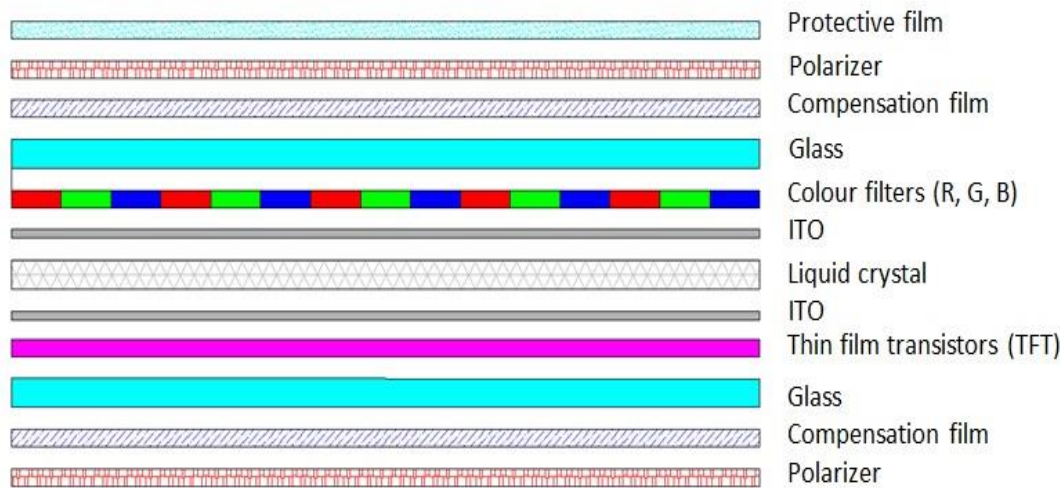 Protective film
Polarizer
Compensation film
Glass
Colour filters (R, G, B)
ITO
Liquid crystal
ITO
Thin film transistors (TFT)
Glass
Compensation film
Polarizer